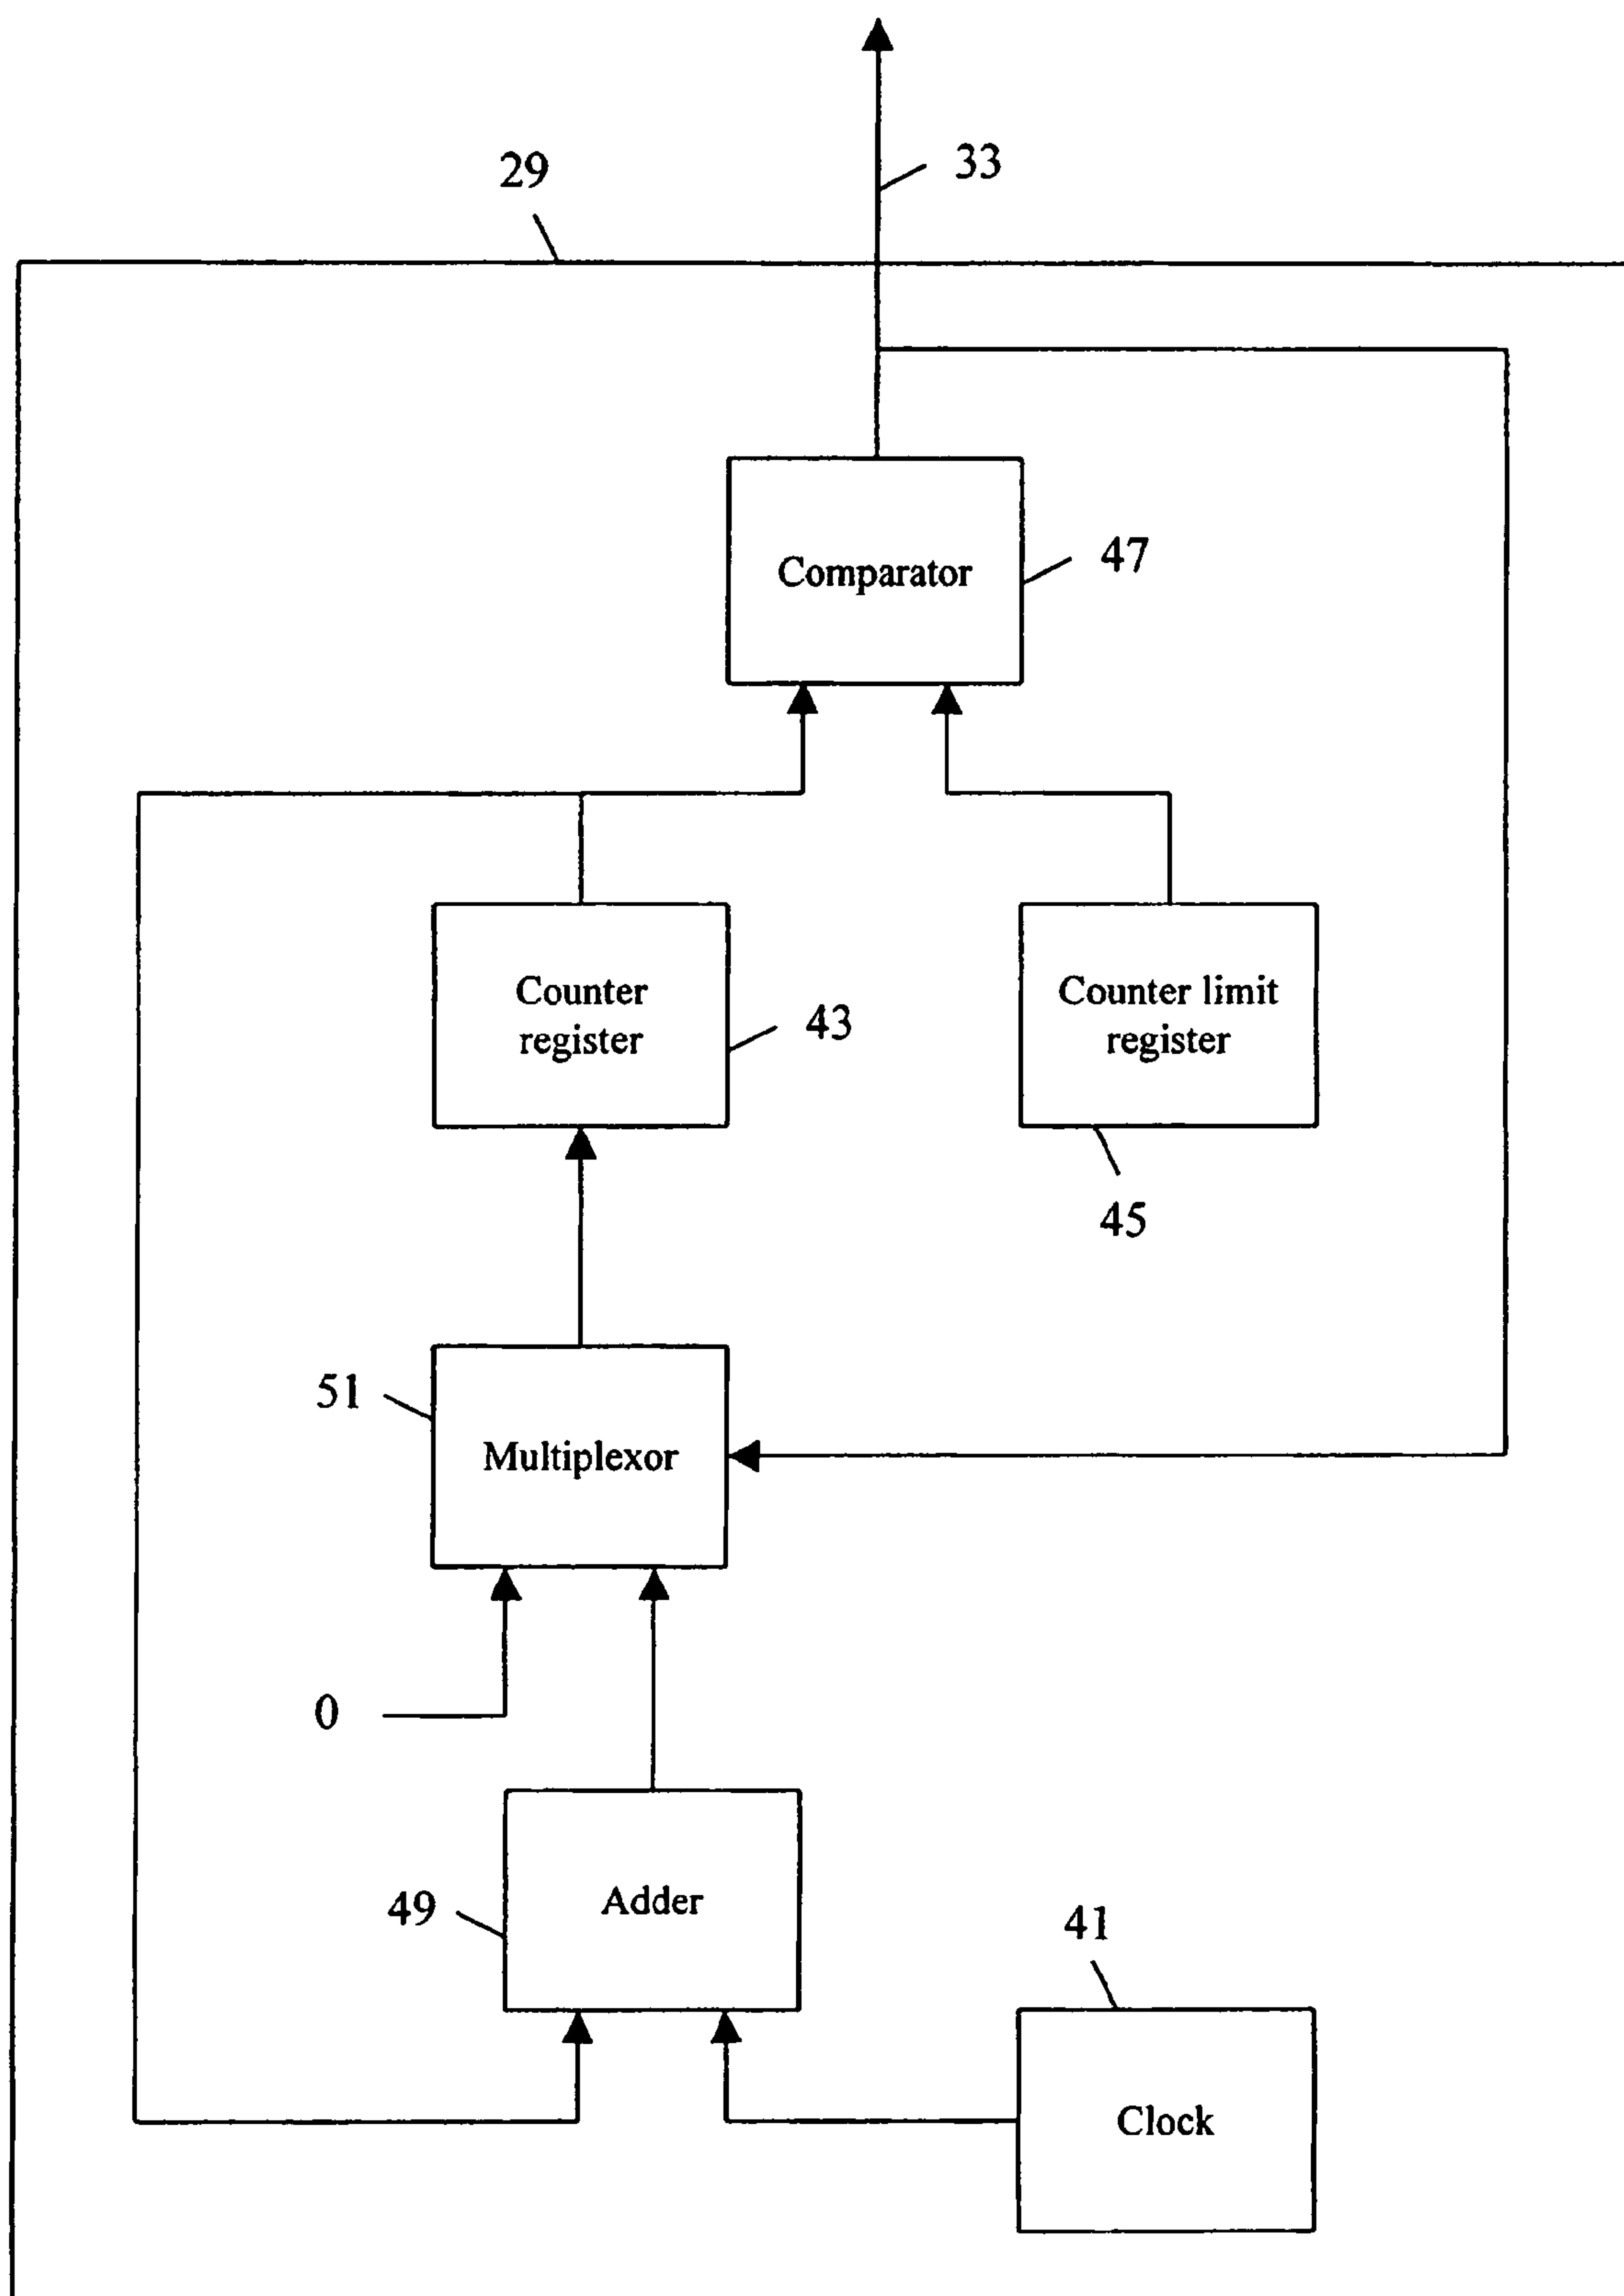 29
33
Comparator
47
Counter
register
43
Counter limit
register
45
51
Multiplexor
0
49
Adder
41
Clock